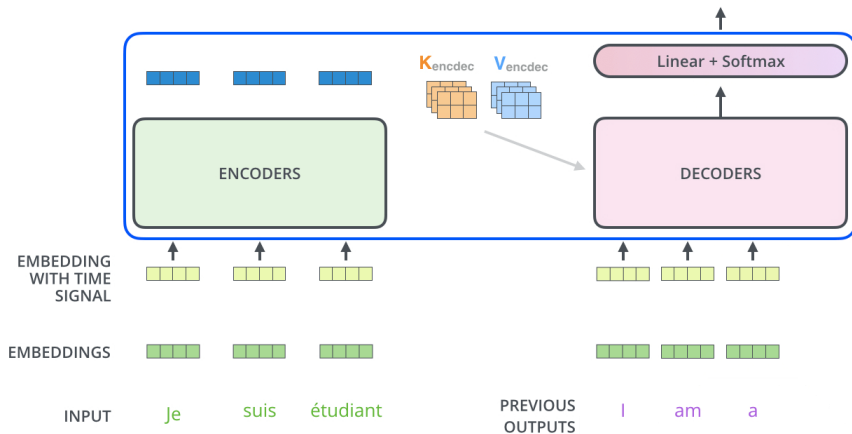 Kencdec Vencdec
Linear + Softmax
ENCODERS
DECODERS
EMBEDDING
WITH TIME
SIGNAL
EMBEDDINGS
INPUT
Je suis étudiant
PREVIOUS
OUTPUTS
I am a